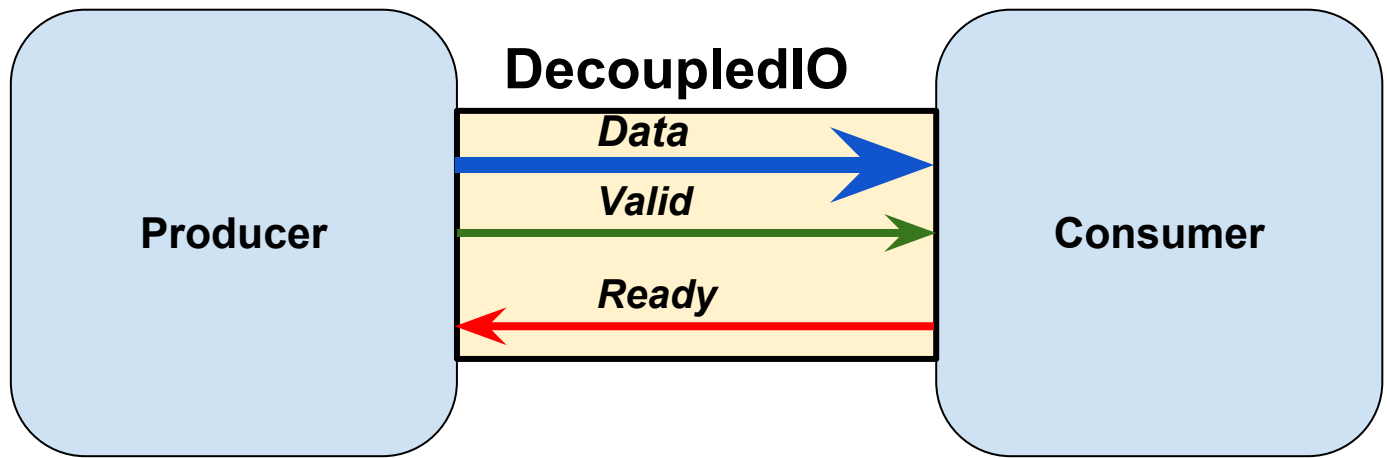 DecoupledIO
Data
Valid
Producer
Consumer
Ready